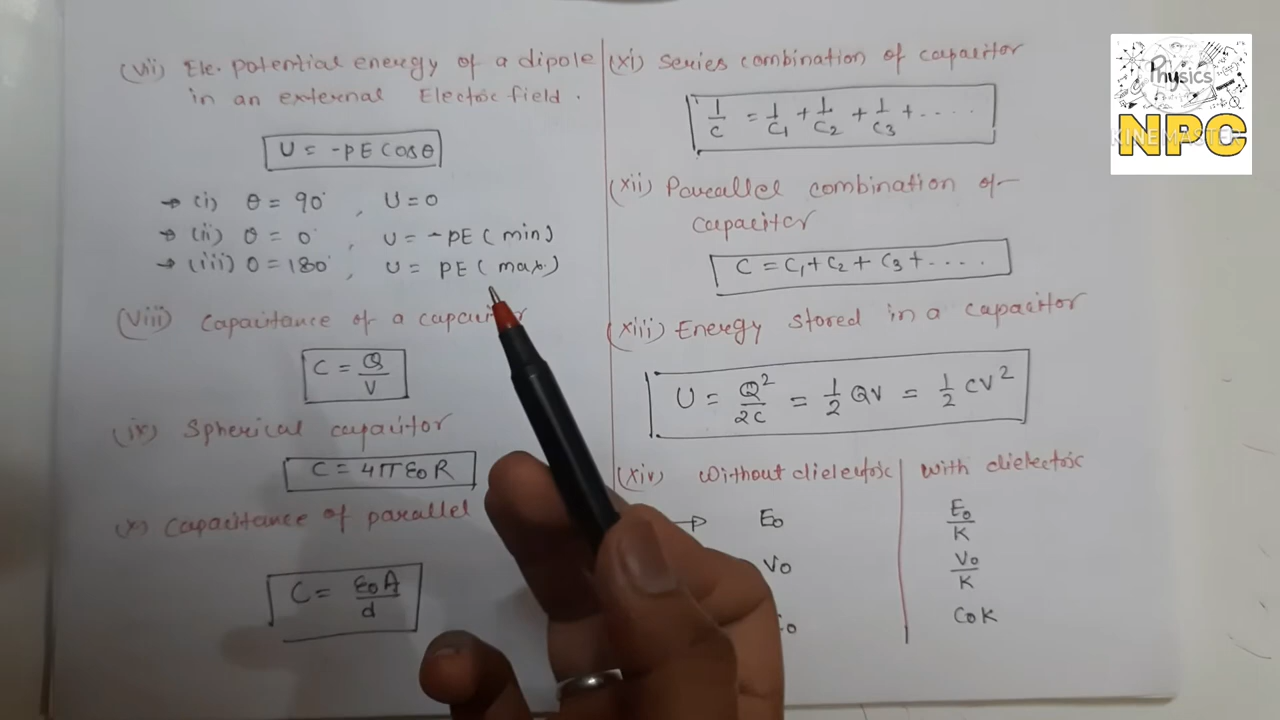 (vii) Ele. potential energy of a dipole
in an external Electric field.
U = -PE Cosθ
→ (i) θ = 90°, U = 0
→ (ii) θ = 0°, U = -PE (min)
→ (iii) θ = 180°, U = PE (max.)
(viii) Capacitance of a capacitor
C = Q/V
(ix) Spherical capacitor
C = 4πε0R
(x) Capacitance of parallel
C = ε0A/d
(xi) Series combination of capacitor
1/C = 1/C1 + 1/C2 + 1/C3 + ....
(xii) Parallel combination of
capacitor
C = C1 + C2 + C3 + ....
(xiii) Energy stored in a capacitor
U = Q²/2C = 1/2 QV = 1/2 CV²
(xiv) without dielectric with dielectric
→ E0 E0/K
V0 V0/K
C0K
Physics
NPC
KINEMASTER